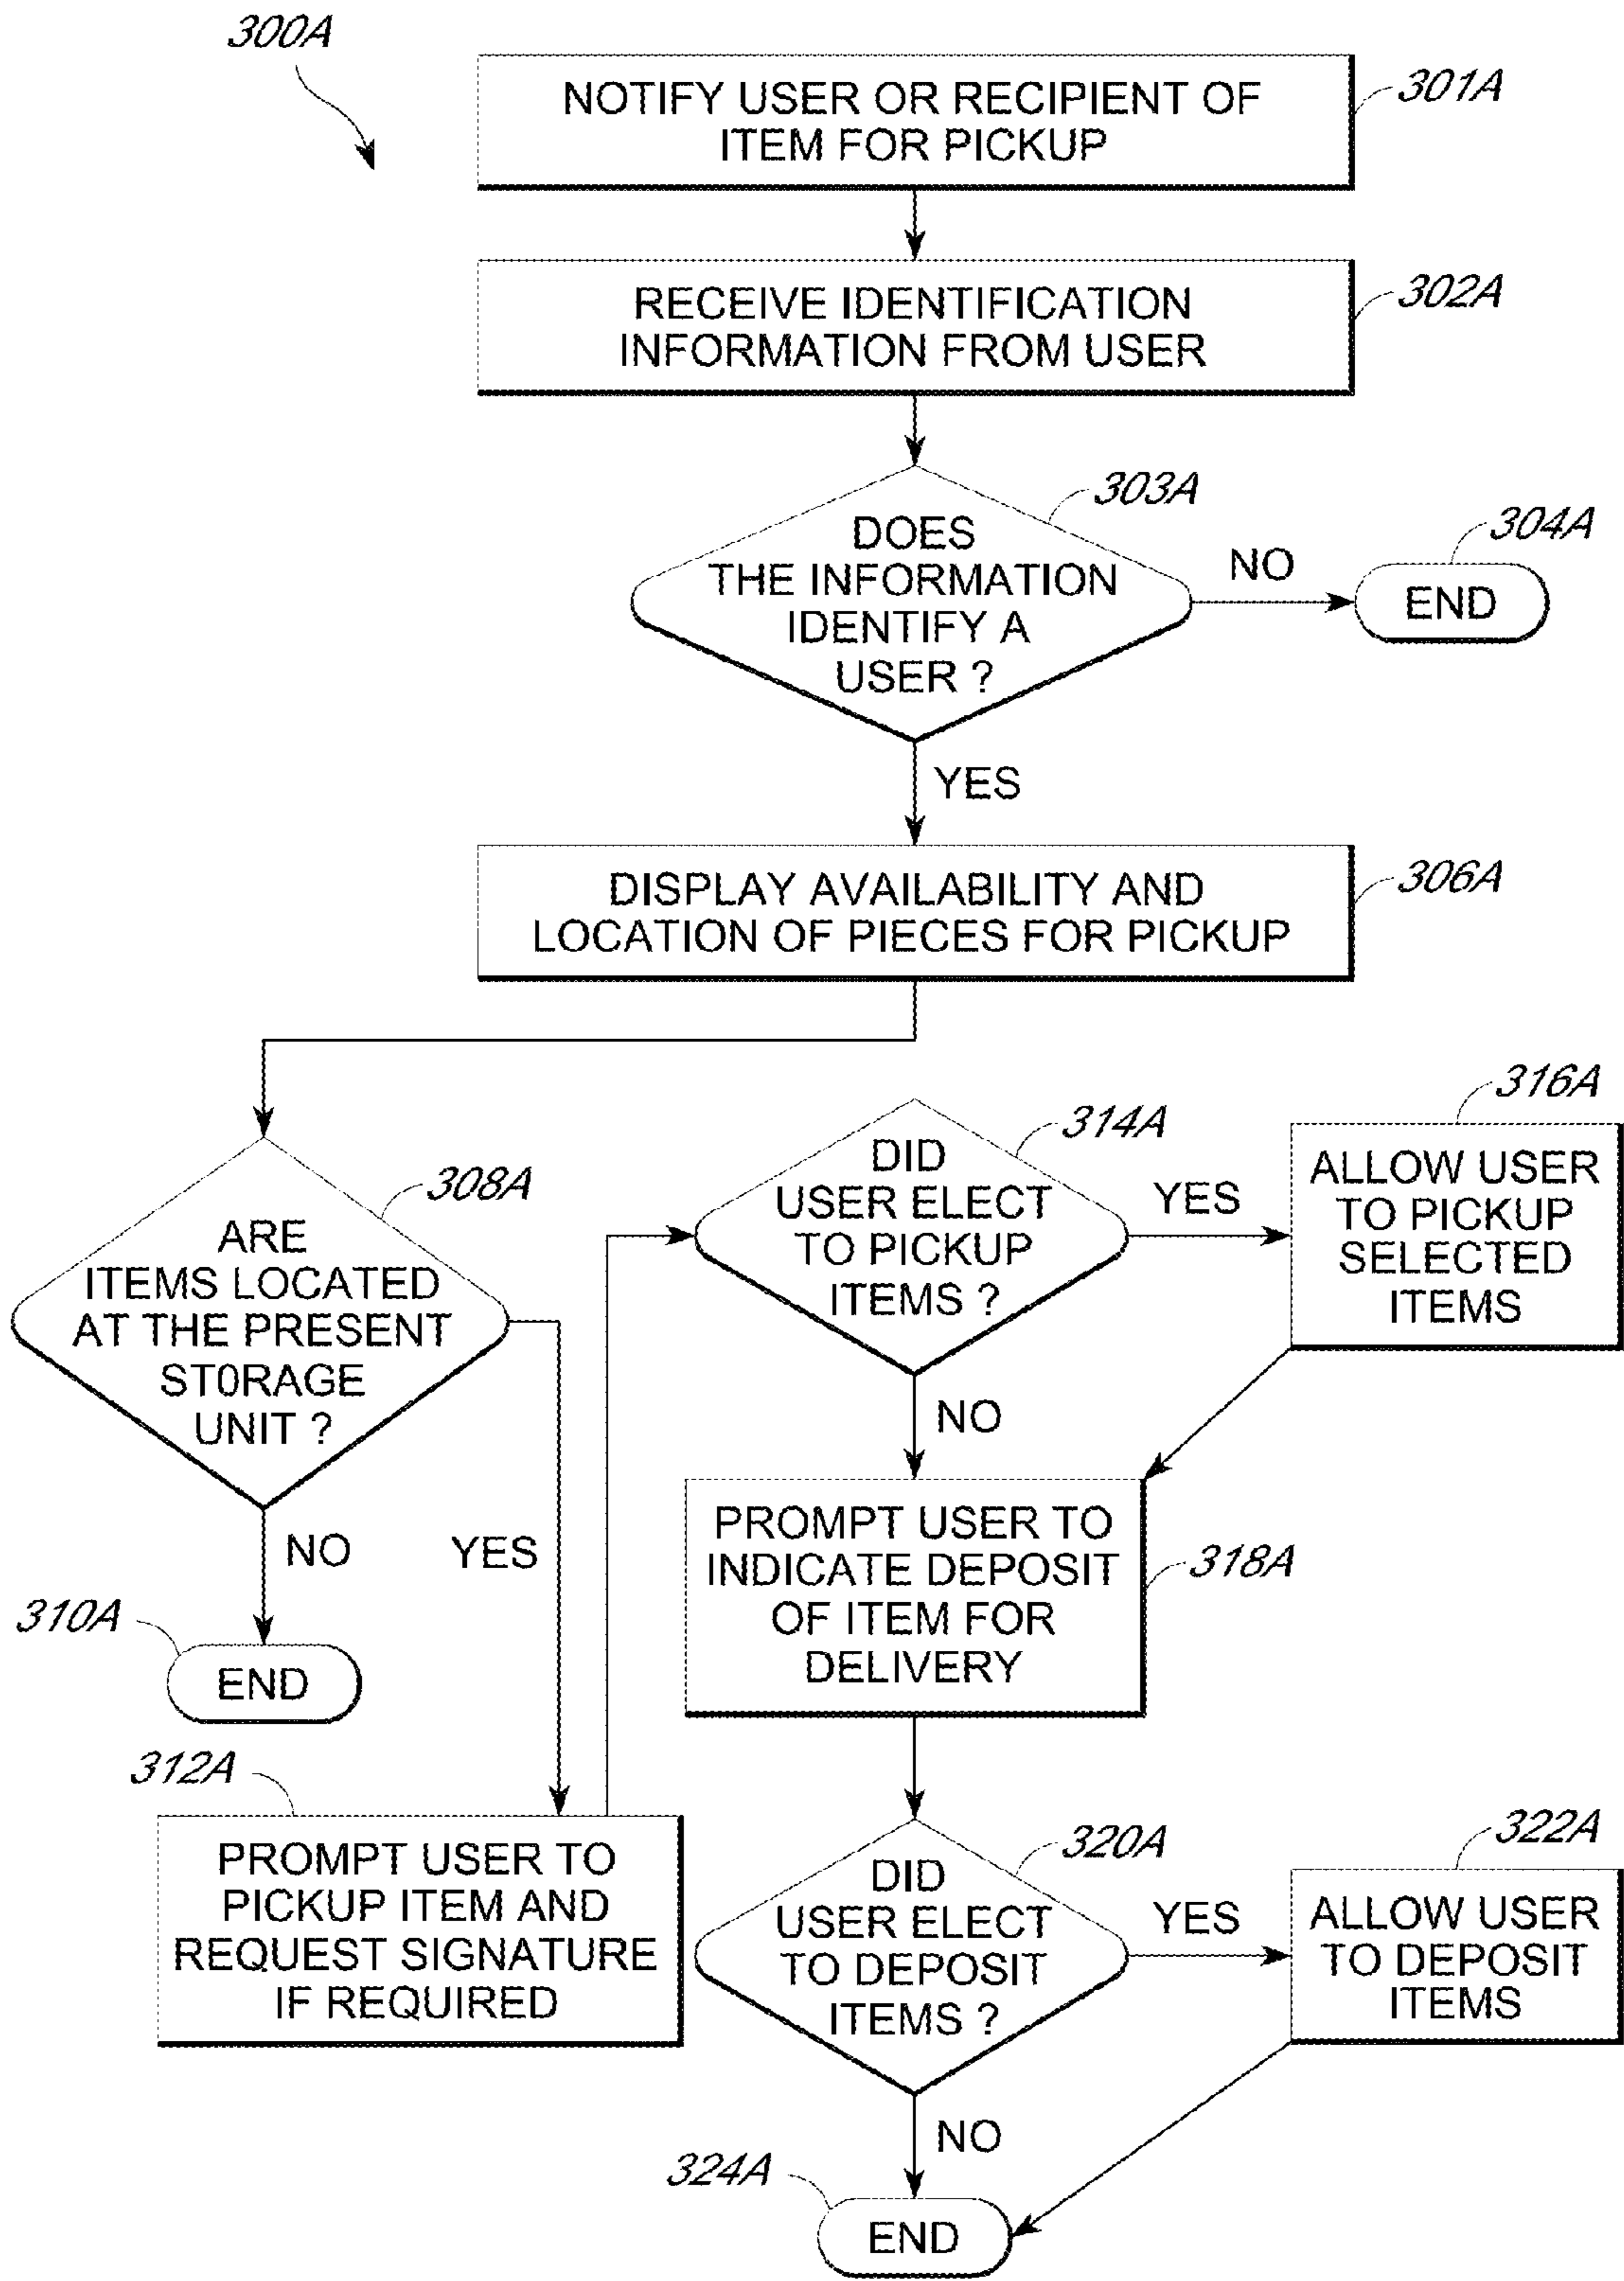 300A
NOTIFY USER OR RECIPIENT OF
ITEM FOR PICKUP
301A
RECEIVE IDENTIFICATION
INFORMATION FROM USER
302A
303A
DOES
THE INFORMATION
IDENTIFY A
USER ?
NO
304A
END
YES
DISPLAY AVAILABILITY AND
LOCATION OF PIECES FOR PICKUP
306A
308A
ARE
ITEMS LOCATED
AT THE PRESENT
ST0RAGE
UNIT ?
NO
YES
310A
END
312A
PROMPT USER TO
PICKUP ITEM AND
REQUEST SIGNATURE
IF REQUIRED
314A
DID
USER ELECT
TO PICKUP
ITEMS ?
YES
316A
ALLOW USER
TO PICKUP
SELECTED
ITEMS
NO
PROMPT USER TO
INDICATE DEPOSIT
OF ITEM FOR
DELIVERY
318A
320A
DID
USER ELECT
TO DEPOSIT
ITEMS ?
YES
322A
ALLOW USER
TO DEPOSIT
ITEMS
NO
324A
END